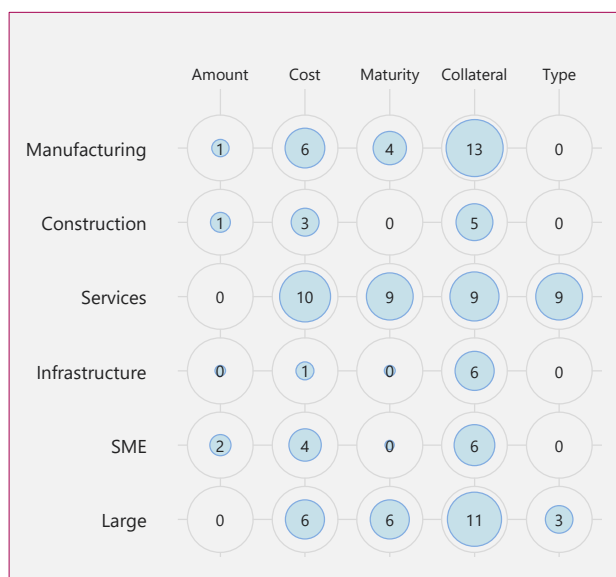 Amount Cost Maturity Collateral Type
Manufacturing 1 6 4 13 0
Construction 1 3 0 5 0
Services 0 10 9 9 9
Infrastructure 0 1 0 6 0
SME 2 4 0 6 0
Large 0 6 6 11 3